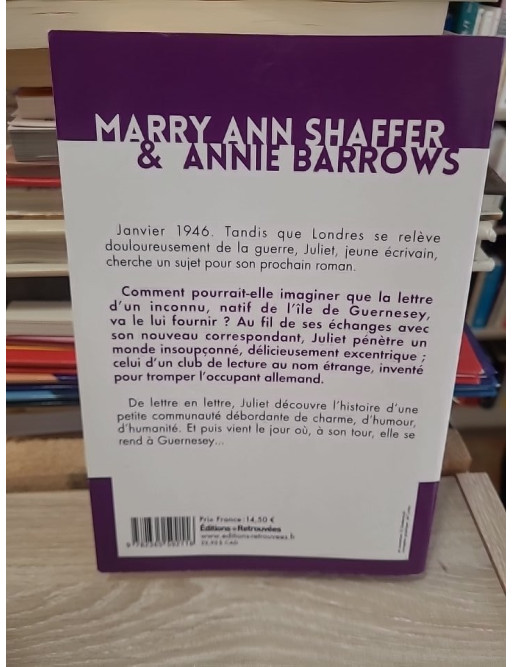 MARRY ANN SHAFFER
& ANNIE BARROWS
Janvier 1946. Tandis que Londres se relève
douloureusement de la guerre, Juliet, jeune écrivain,
cherche un sujet pour son prochain roman.
Comment pourrait-elle imaginer que la lettre
d'un inconnu, natif de l'île de Guernesey,
va le lui fournir ? Au fil de ses échanges avec
son nouveau correspondant, Juliet pénètre un
monde insoupçonné, délicieusement excentrique ;
celui d'un club de lecture au nom étrange, inventé
pour tromper l'occupant allemand.
De lettre en lettre, Juliet découvre l'histoire d'une
petite communauté débordante de charme, d'humour,
d'humanité. Et puis vient le jour où, à son tour, elle se
rend à Guernesey...
Prix France : 14,50 €
Éditions Retrouvées
www.editions-retrouvees.fr